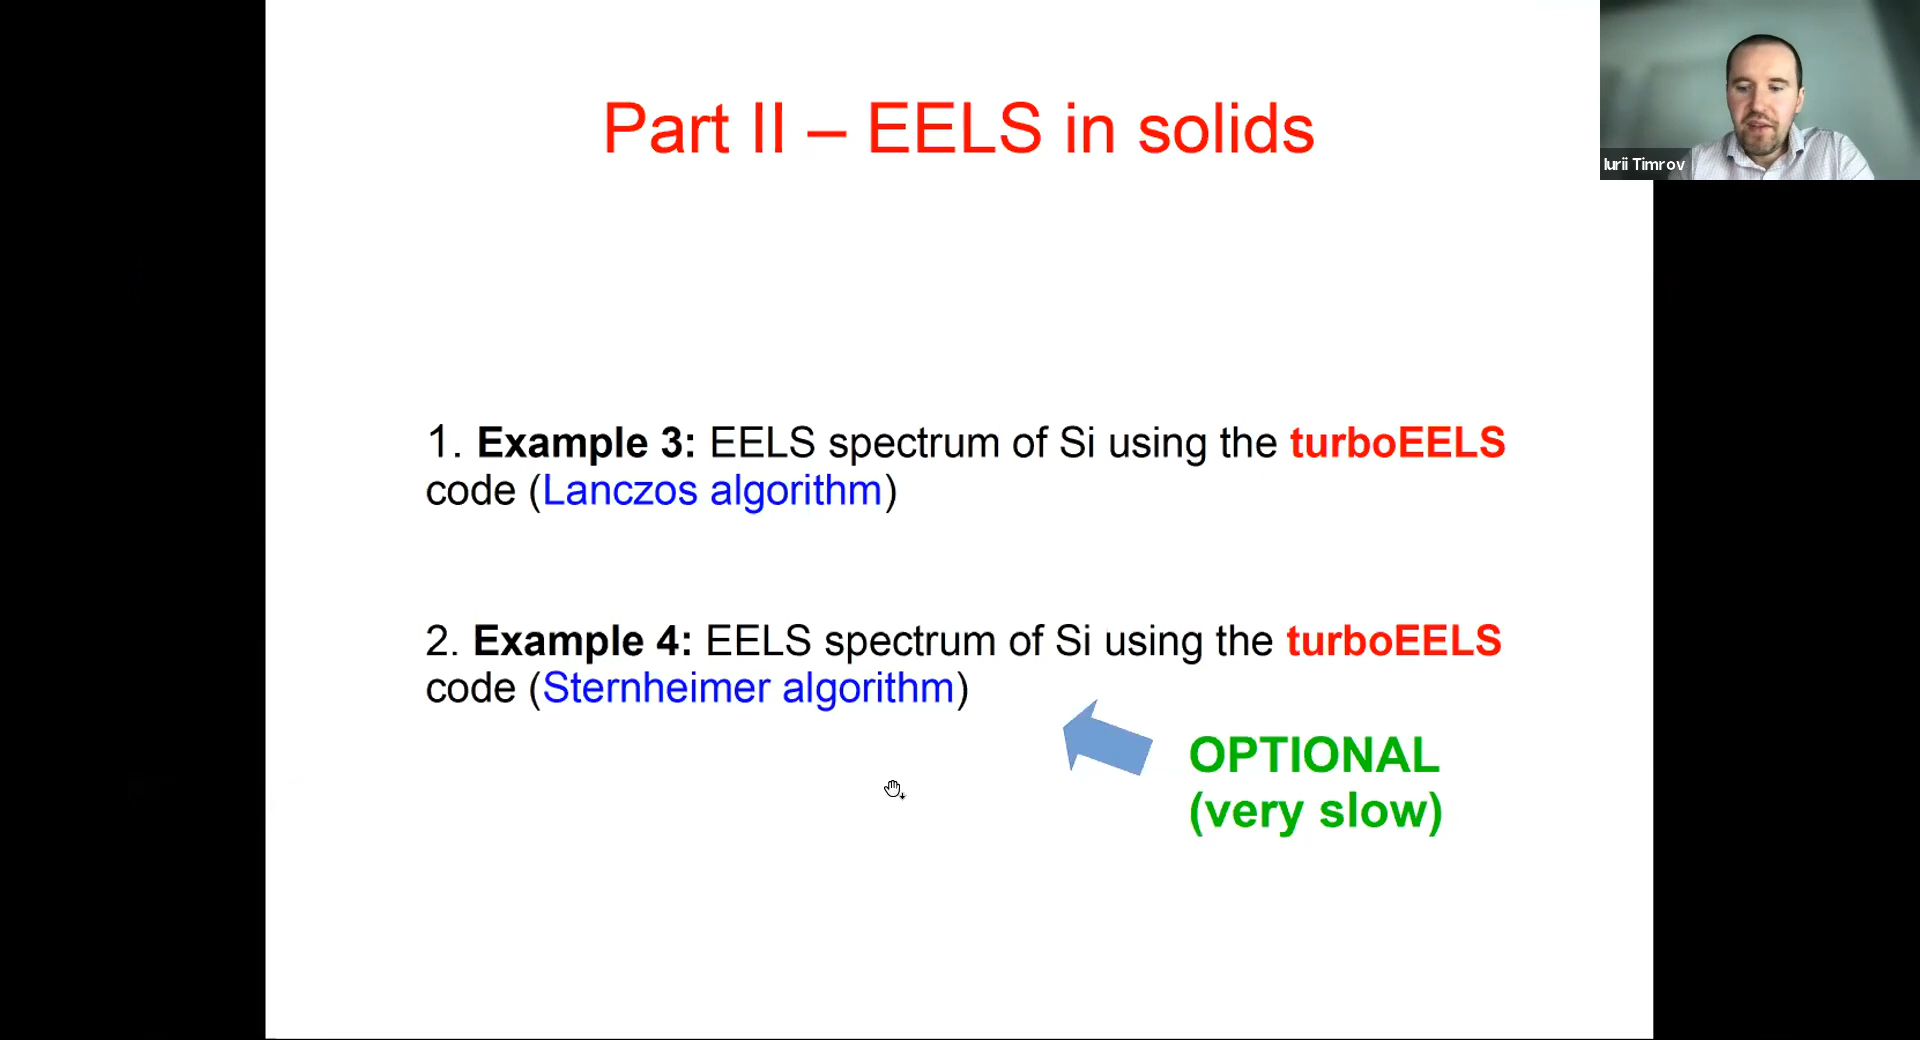 Part II – EELS in solids
Iurii Timrov
1. Example 3: EELS spectrum of Si using the turboEELS
code (Lanczos algorithm)
2. Example 4: EELS spectrum of Si using the turboEELS
code (Sternheimer algorithm)
OPTIONAL
(very slow)